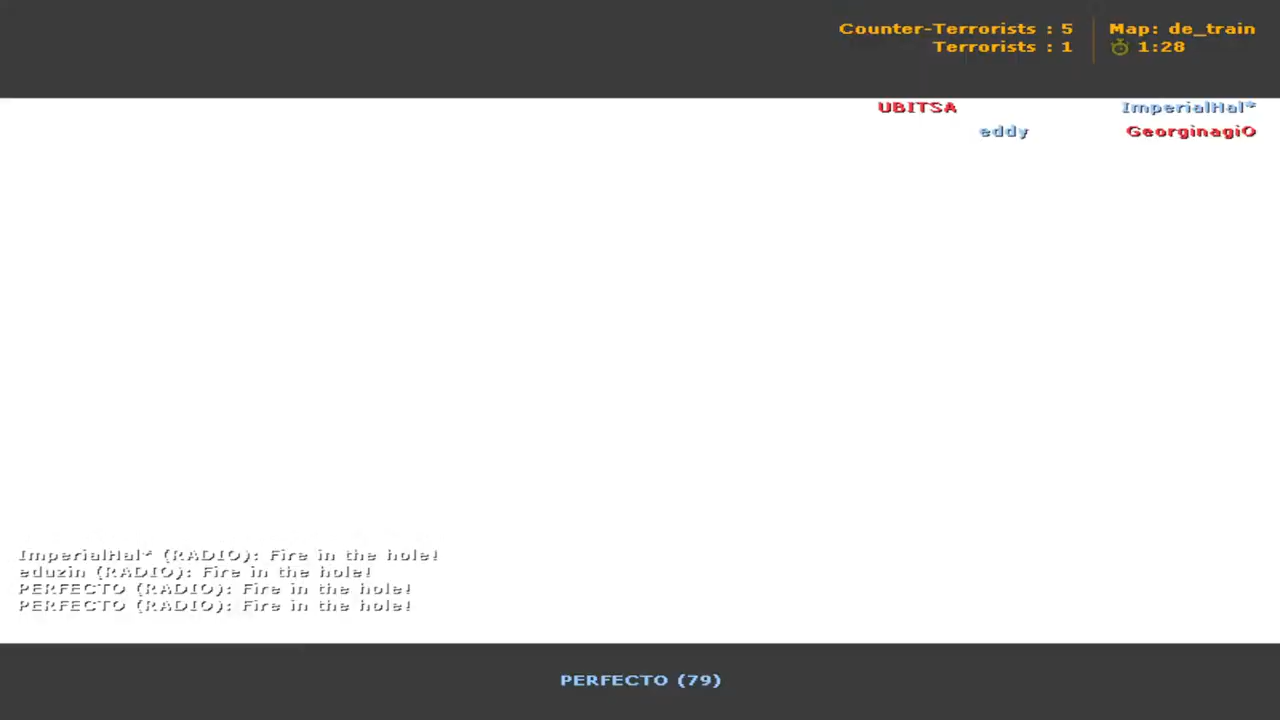 Counter-Terrorists : 5
Terrorists : 1
Map: de_train
1:28
UBITSA ImperialHal*
eddy GeorginagiO
ImperialHal* (RADIO): Fire in the hole!
eduzin (RADIO): Fire in the hole!
PERFECTO (RADIO): Fire in the hole!
PERFECTO (RADIO): Fire in the hole!
PERFECTO (79)